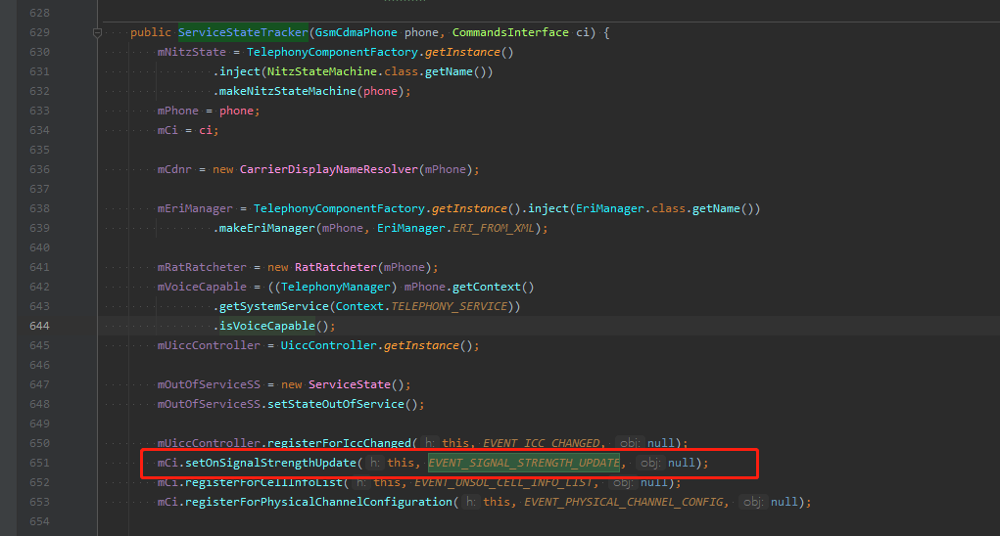 628
629 public ServiceStateTracker(GsmCdmaPhone phone, CommandsInterface ci) {
630 mNitzState = TelephonyComponentFactory.getInstance()
631 .inject(NitzStateMachine.class.getName())
632 .makeNitzStateMachine(phone);
633 mPhone = phone;
634 mCi = ci;
635
636 mCdnr = new CarrierDisplayNameResolver(mPhone);
637
638 mEriManager = TelephonyComponentFactory.getInstance().inject(EriManager.class.getName())
639 .makeEriManager(mPhone, EriManager.ERI_FROM_XML);
640
641 mRatRatcheter = new RatRatcheter(mPhone);
642 mVoiceCapable = ((TelephonyManager) mPhone.getContext()
643 .getSystemService(Context.TELEPHONY_SERVICE))
644 .isVoiceCapable();
645 mUiccController = UiccController.getInstance();
646
647 mOutOfServiceSS = new ServiceState();
648 mOutOfServiceSS.setStateOutOfService();
649
650 mUiccController.registerForIccChanged( h: this, EVENT_ICC_CHANGED, obj: null);
651 mCi.setOnSignalStrengthUpdate( h: this, EVENT_SIGNAL_STRENGTH_UPDATE, obj: null);
652 mCi.registerForCellInfoList( h: this, EVENT_UNSOL_CELL_INFO_LIST, obj: null);
653 mCi.registerForPhysicalChannelConfiguration( h: this, EVENT_PHYSICAL_CHANNEL_CONFIG, obj: null);
654